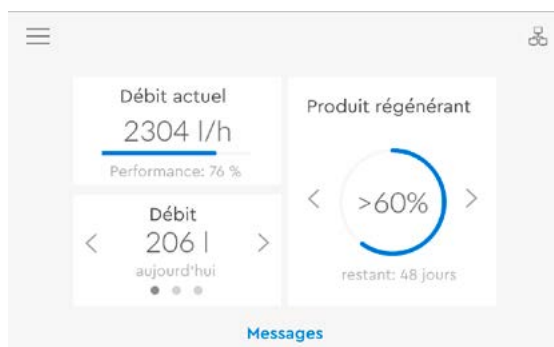 Débit actuel
2304 l/h
Performance: 76 %
Débit
206 l
aujourd'hui
Produit régénérant
>60%
restant: 48 jours
Messages